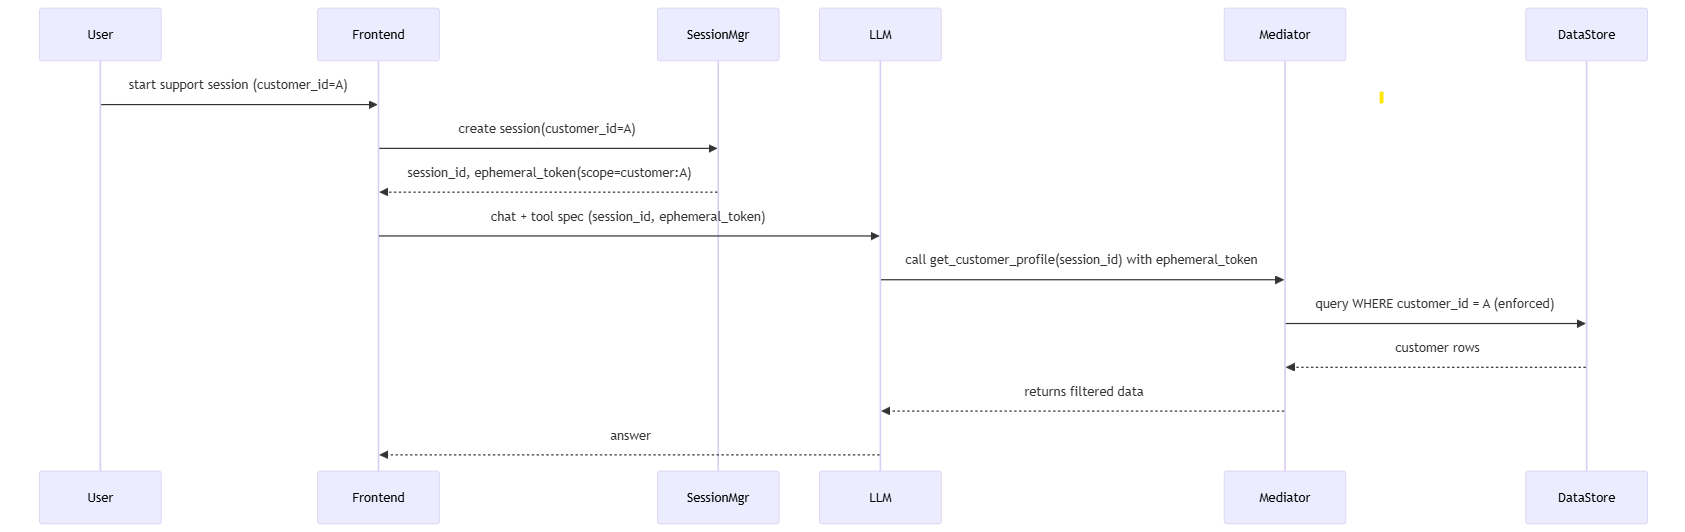 User
Frontend
SessionMgr
LLM
Mediator
DataStore
start support session (customer_id=A)
create session(customer_id=A)
session_id, ephemeral_token(scope=customer:A)
chat + tool spec (session_id, ephemeral_token)
call get_customer_profile(session_id) with ephemeral_token
query WHERE customer_id = A (enforced)
customer rows
returns filtered data
answer
User
Frontend
SessionMgr
LLM
Mediator
DataStore